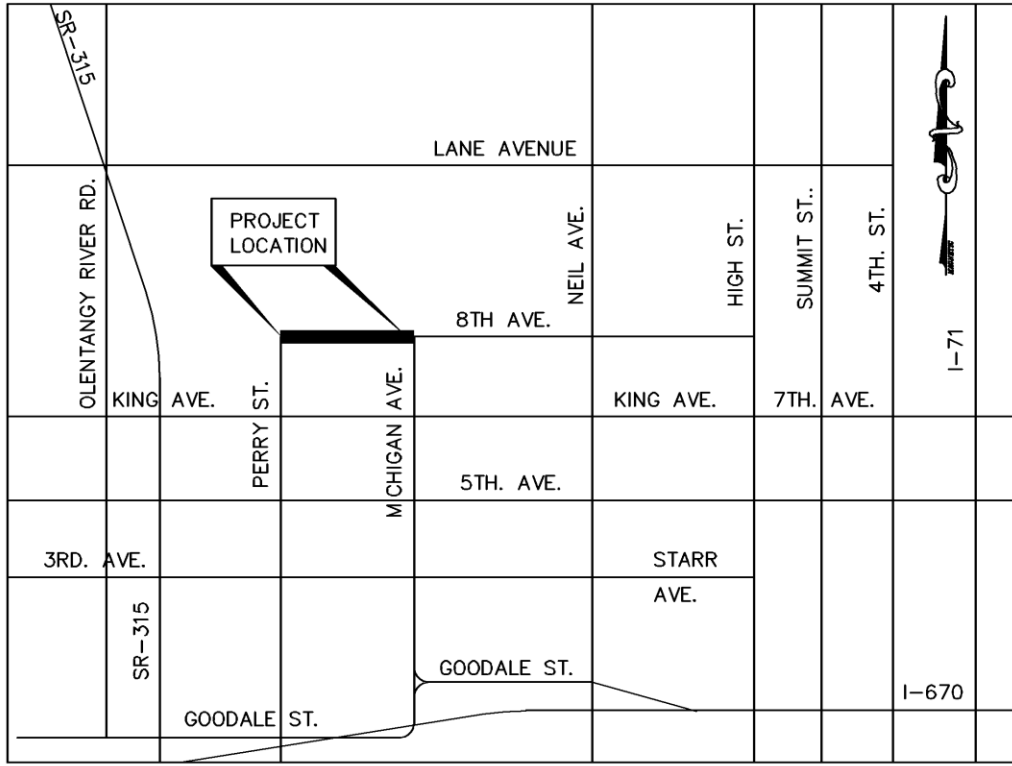 SR-315
LANE AVENUE
OLENTANGY RIVER RD.
PROJECT
LOCATION
NEIL AVE.
HIGH ST.
SUMMIT ST..
4TH. ST.
I-71
8TH AVE.
KING AVE.
PERRY ST.
MICHIGAN AVE.
KING AVE.
7TH. AVE.
5TH. AVE.
3RD. AVE.
STARR
AVE.
SR-315
GOODALE ST.
GOODALE ST.
I-670